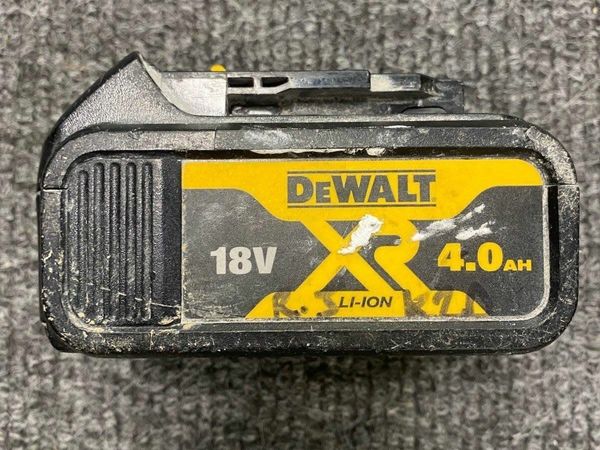 DEWALT
18V XR 4.0AH
LI-ION